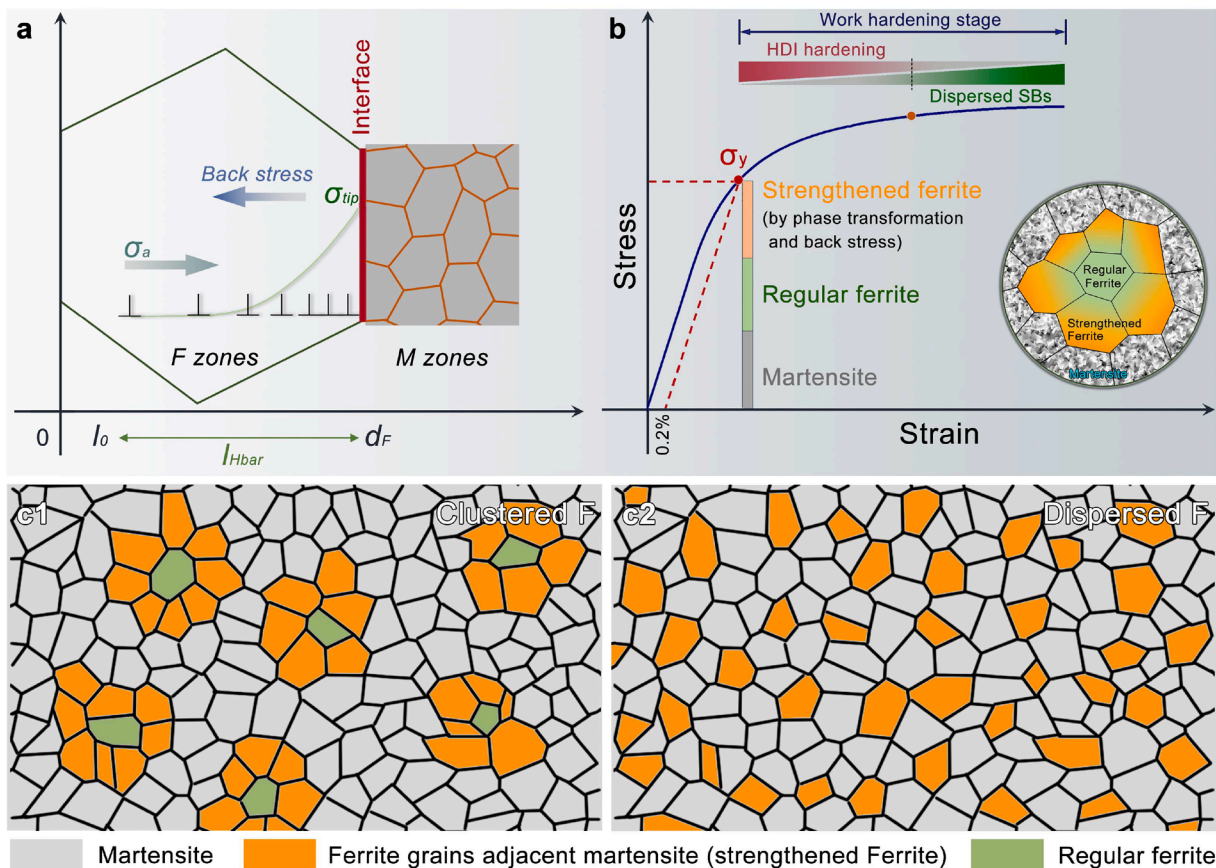 a
Interface
Back stress
σtip
σa
F zones
M zones
0
l0
lHbar
dF
b
Work hardening stage
HDI hardening
Dispersed SBs
σy
Strengthened ferrite
(by phase transformation
and back stress)
Regular ferrite
Martensite
Stress
0.2%
Strain
Regular
Ferrite
Strengthened
Ferrite
Martensite
c1
Clustered F
c2
Dispersed F
Martensite
Ferrite grains adjacent martensite (strengthened Ferrite)
Regular ferrite